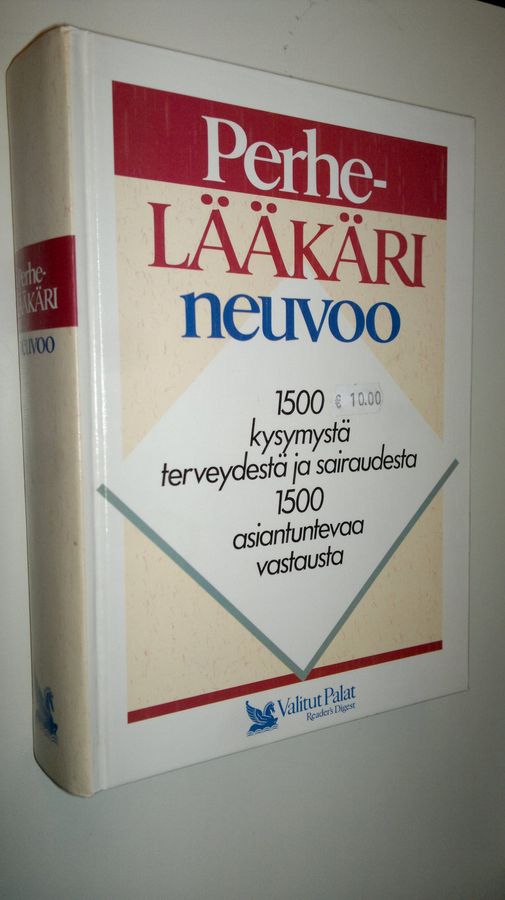 Perhe-
LÄÄKÄRI
neuvoo
1500 € 10.00
kysymystä
terveydestä ja sairaudesta
1500
asiantuntevaa
vastausta
Valitut Palat
Reader's Digest
Perhe-
LÄÄKÄRI
neuvoo